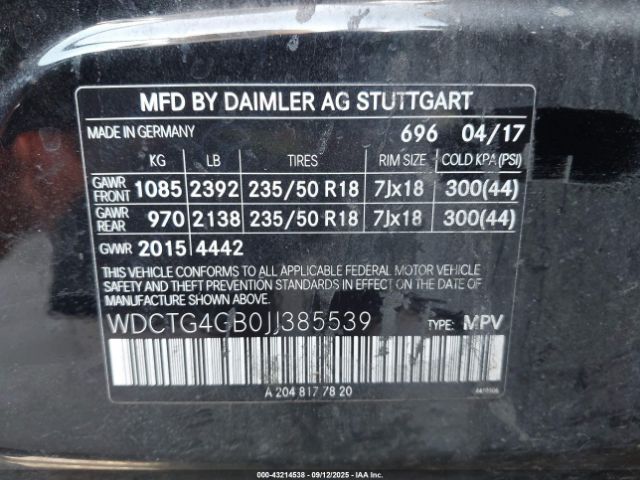 MFD BY DAIMLER AG STUTTGART
MADE IN GERMANY 696 04/17
KG LB TIRES RIM SIZE COLD KPA(PSI)
GAWR FRONT 1085 2392 235/50 R18 7Jx18 300(44)
GAWR REAR 970 2138 235/50 R18 7Jx18 300(44)
GVWR 2015 4442
THIS VEHICLE CONFORMS TO ALL APPLICABLE FEDERAL MOTOR VEHICLE
SAFETY AND THEFT PREVENTION STANDARDS IN EFFECT ON THE DATE OF
MANUFACTURE SHOWN ABOVE.
WDCTG4GB0JJ385539 TYPE: MPV
A 204 817 78 20
000-43214538 - 09/12/2025 - IAA Inc.